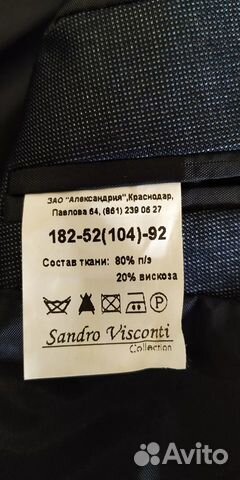 ЗАО "Александрия",Краснодар,
Павлова 64, (861) 239 06 27
182-52(104)-92
Состав ткани: 80% п/э
20% вискоза
P
Sandro Visconti
Collection
Avito